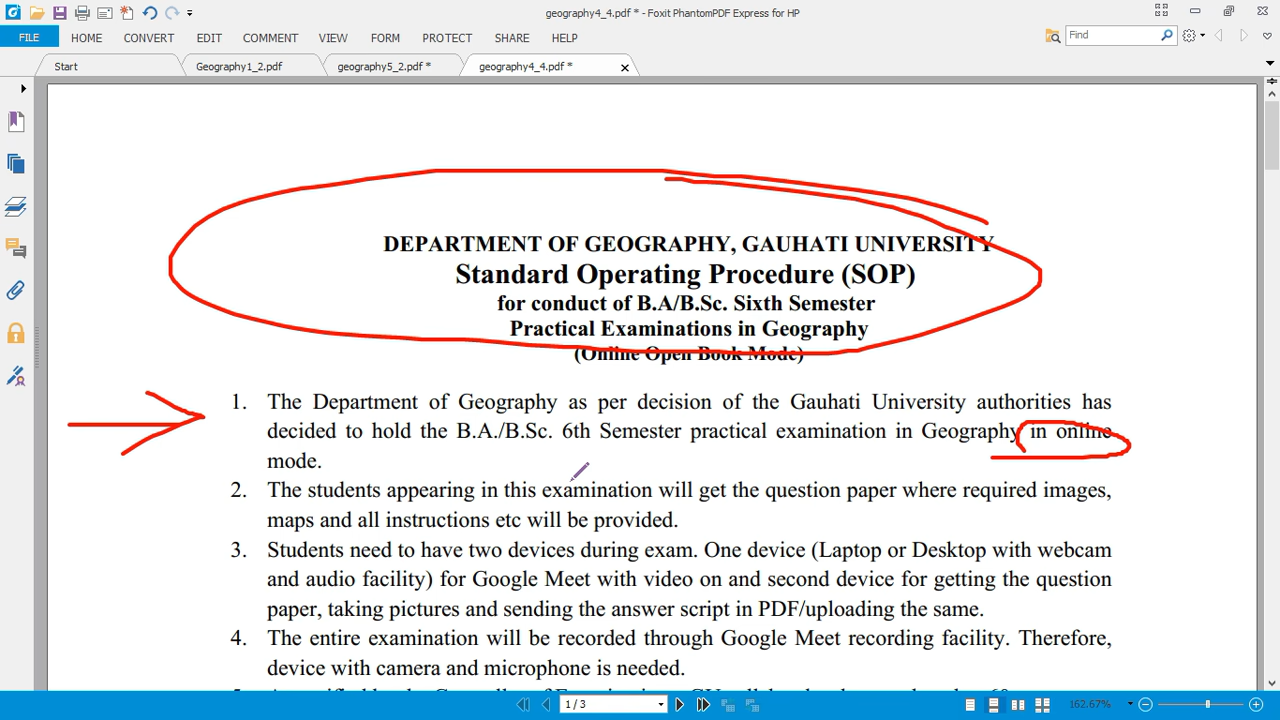 geography4_4.pdf * - Foxit PhantomPDF Express for HP
FILE HOME CONVERT EDIT COMMENT VIEW FORM PROTECT SHARE HELP
Find
Start Geography1_2.pdf geography5_2.pdf * geography4_4.pdf *
DEPARTMENT OF GEOGRAPHY, GAUHATI UNIVERSITY
Standard Operating Procedure (SOP)
for conduct of B.A/B.Sc. Sixth Semester
Practical Examinations in Geography
(Online Open Book Mode)
1. The Department of Geography as per decision of the Gauhati University authorities has
decided to hold the B.A./B.Sc. 6th Semester practical examination in Geography in online
mode.
2. The students appearing in this examination will get the question paper where required images,
maps and all instructions etc will be provided.
3. Students need to have two devices during exam. One device (Laptop or Desktop with webcam
and audio facility) for Google Meet with video on and second device for getting the question
paper, taking pictures and sending the answer script in PDF/uploading the same.
4. The entire examination will be recorded through Google Meet recording facility. Therefore,
device with camera and microphone is needed.
1 / 3
162.67%